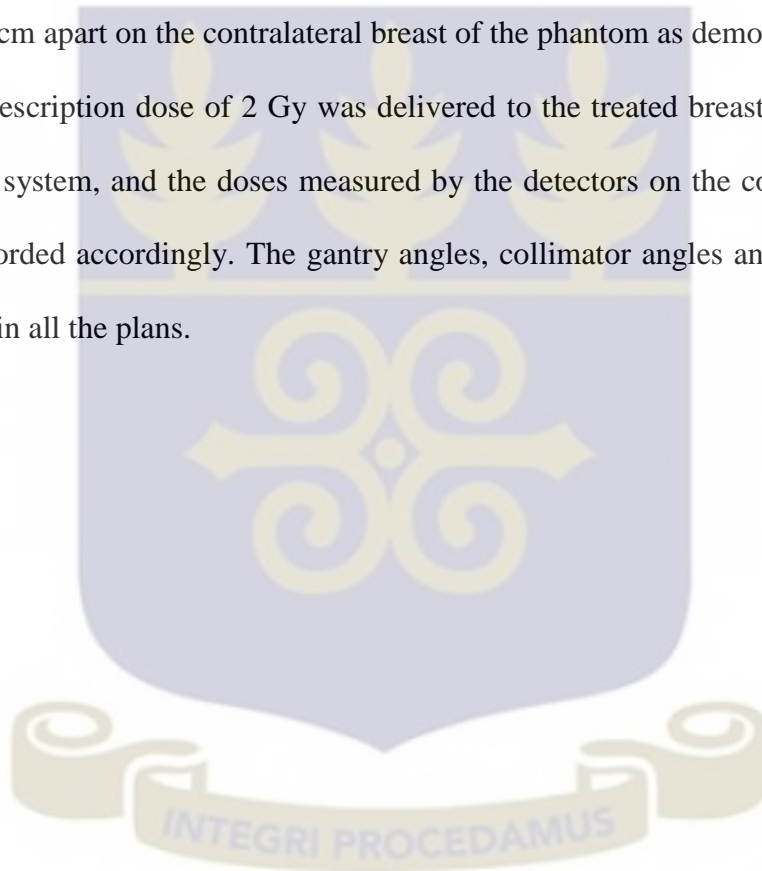 cm apart on the contralateral breast of the phantom as demo
escription dose of 2 Gy was delivered to the treated breast
system, and the doses measured by the detectors on the co
orded accordingly. The gantry angles, collimator angles an
in all the plans.
INTEGRI PROCEDAMUS